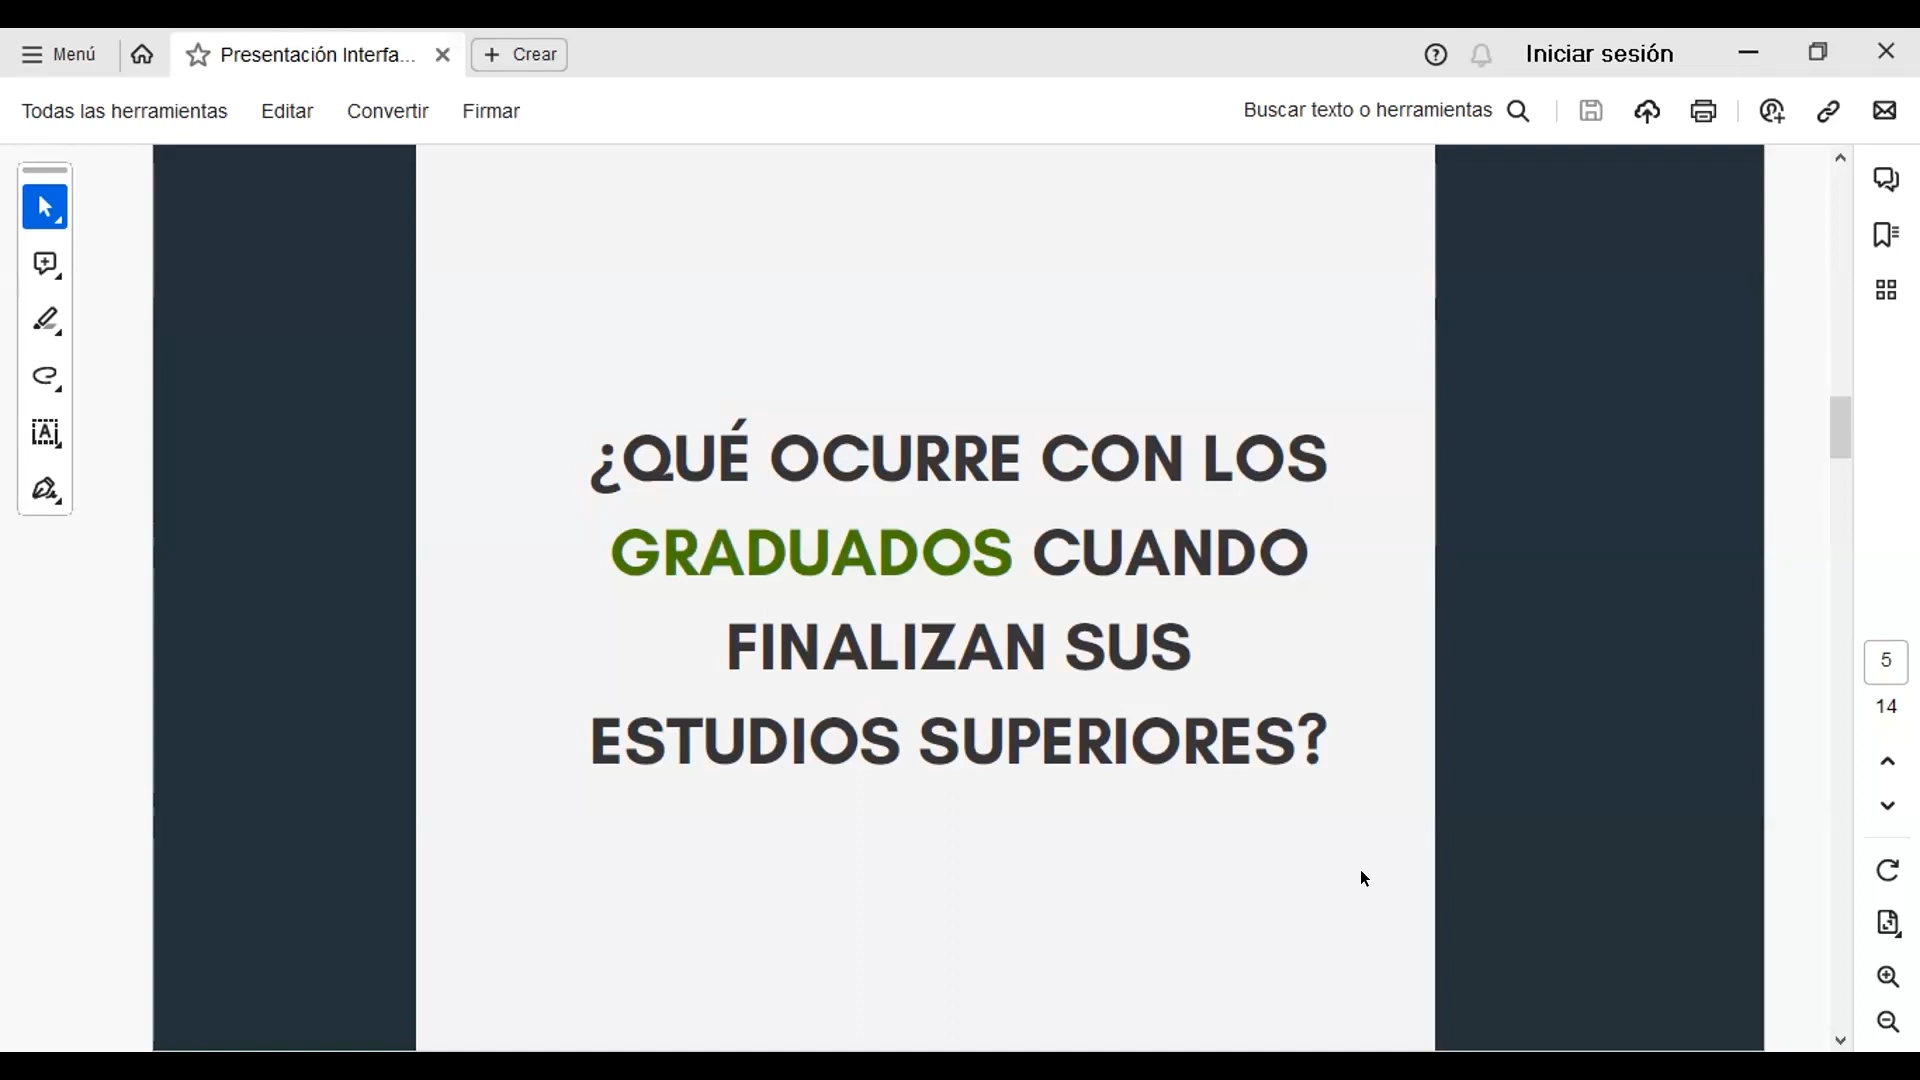 Menú
Presentación Interfa...
Crear
Iniciar sesión
Todas las herramientas
Editar
Convertir
Firmar
Buscar texto o herramientas
¿QUÉ OCURRE CON LOS
GRADUADOS CUANDO
FINALIZAN SUS
ESTUDIOS SUPERIORES?
5
14